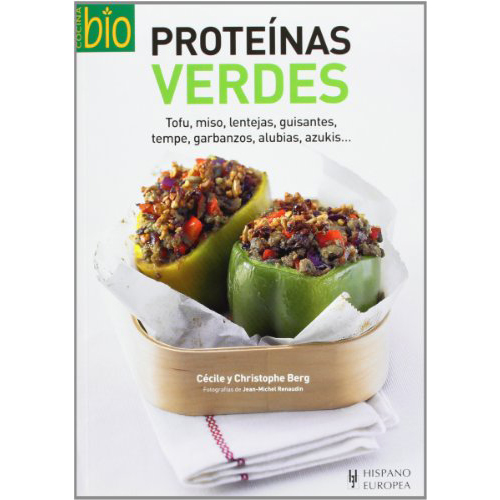 COCINA
bio
PROTEÍNAS
VERDES
Tofu, miso, lentejas, guisantes,
tempe, garbanzos, alubias, azukis...
Cécile y Christophe Berg
Fotografías de Jean-Michel Renaudin
HISPANO
EUROPEA